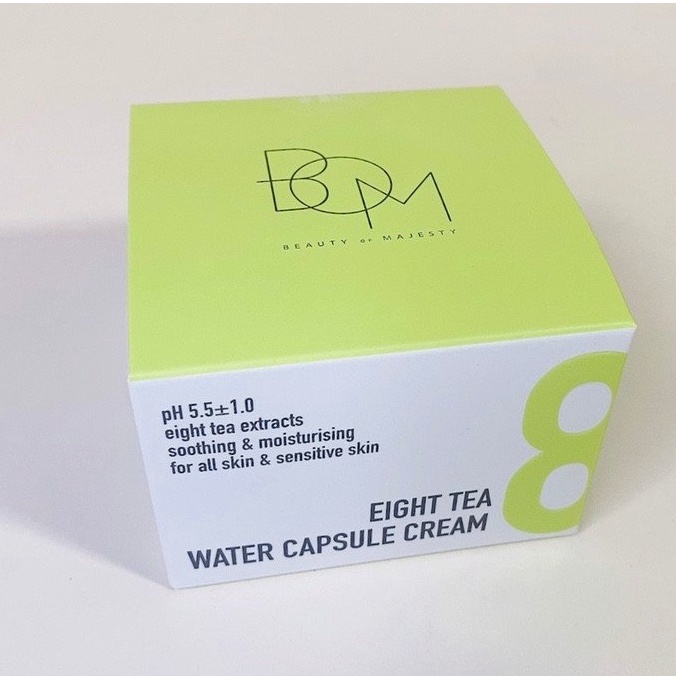 BOM
BEAUTY OF MAJESTY
pH 5.5±1.0
eight tea extracts
soothing & moisturising
for all skin & sensitive skin
8
EIGHT TEA
WATER CAPSULE CREAM